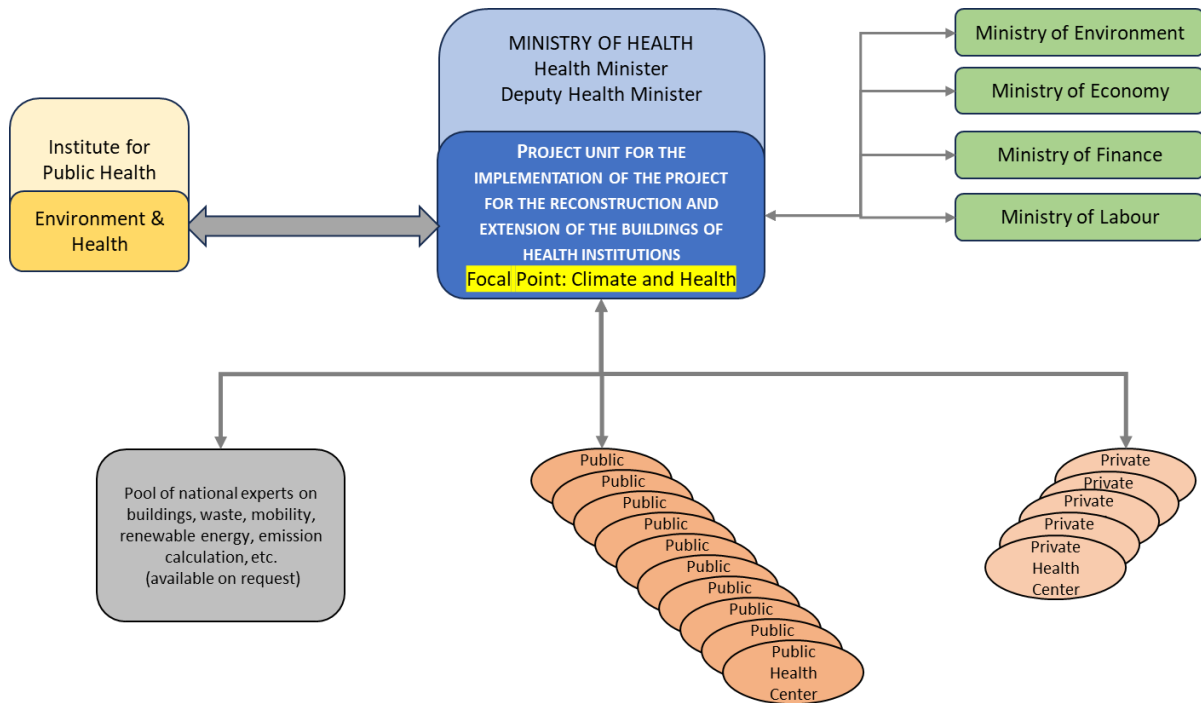 MINISTRY OF HEALTH
Health Minister
Deputy Health Minister
PROJECT UNIT FOR THE
IMPLEMENTATION OF THE PROJECT
FOR THE RECONSTRUCTION AND
EXTENSION OF THE BUILDINGS OF
HEALTH INSTITUTIONS
Focal Point: Climate and Health
Institute for
Public Health
Environment &
Health
Ministry of Environment
Ministry of Economy
Ministry of Finance
Ministry of Labour
Pool of national experts on
buildings, waste, mobility,
renewable energy, emission
calculation, etc.
(available on request)
Public
Public
Public
Public
Public
Public
Public
Public
Public
Public
Health
Center
Private
Private
Private
Private
Private
Health
Center